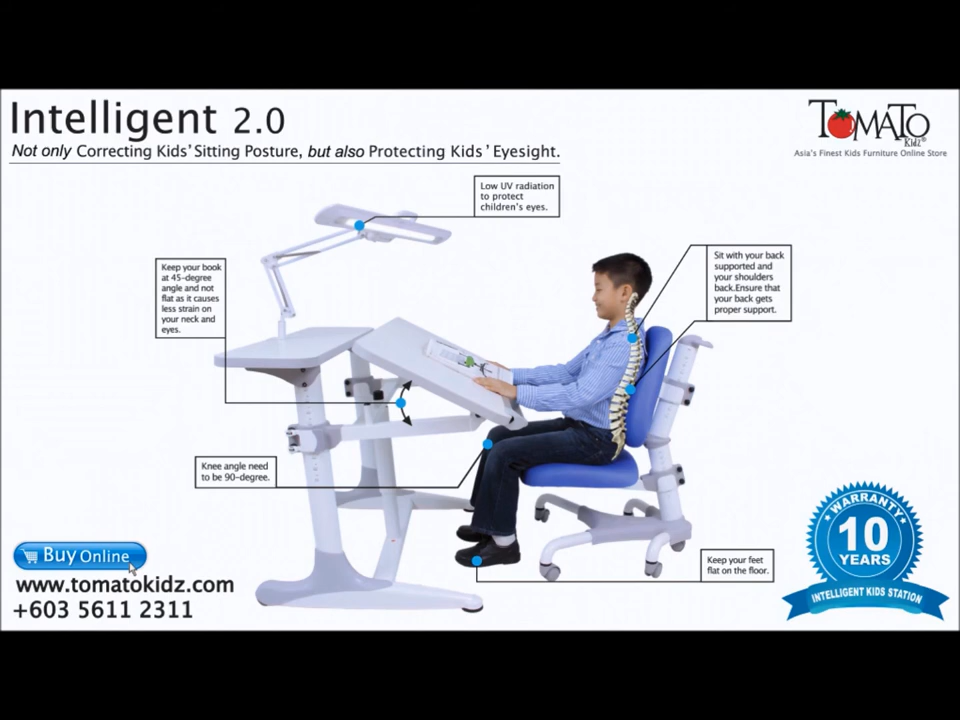 Intelligent 2.0
Not only Correcting Kids' Sitting Posture, but also Protecting Kids' Eyesight.
TOMATO
Kidz®
Asia's Finest Kids Furniture Online Store
Low UV radiation
to protect
children's eyes.
Keep your book
at 45-degree
angle and not
flat as it causes
less strain on
your neck and
eyes.
Sit with your back
supported and
your shoulders
back.Ensure that
your back gets
proper support.
Knee angle need
to be 90-degree.
Keep your feet
flat on the floor.
Buy Online
www.tomatokidz.com
+603 5611 2311
WARRANTY
10
YEARS
INTELLIGENT KIDS STATION